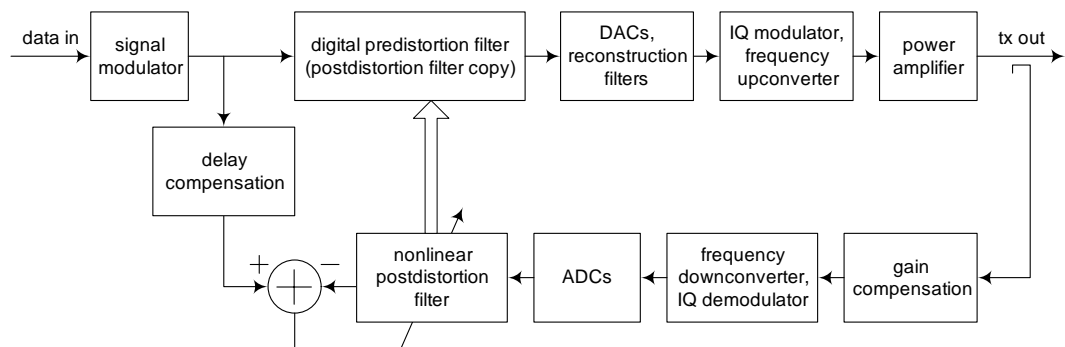 data in
signal
modulator
digital predistortion filter
(postdistortion filter copy)
DACs,
reconstruction
filters
IQ modulator,
frequency
upconverter
power
amplifier
tx out
delay
compensation
+
−
nonlinear
postdistortion
filter
ADCs
frequency
downconverter,
IQ demodulator
gain
compensation